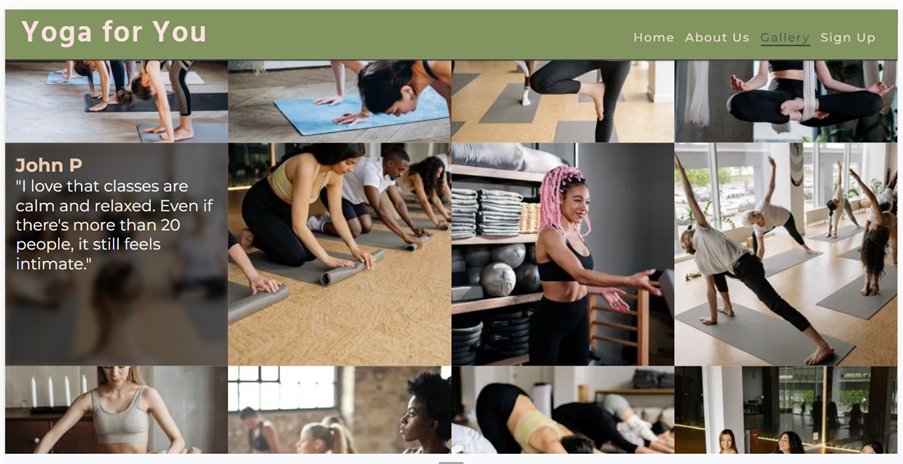 Yoga for You
Home About Us Gallery Sign Up
John P
"I love that classes are
calm and relaxed. Even if
there's more than 20
people, it still feels
intimate."